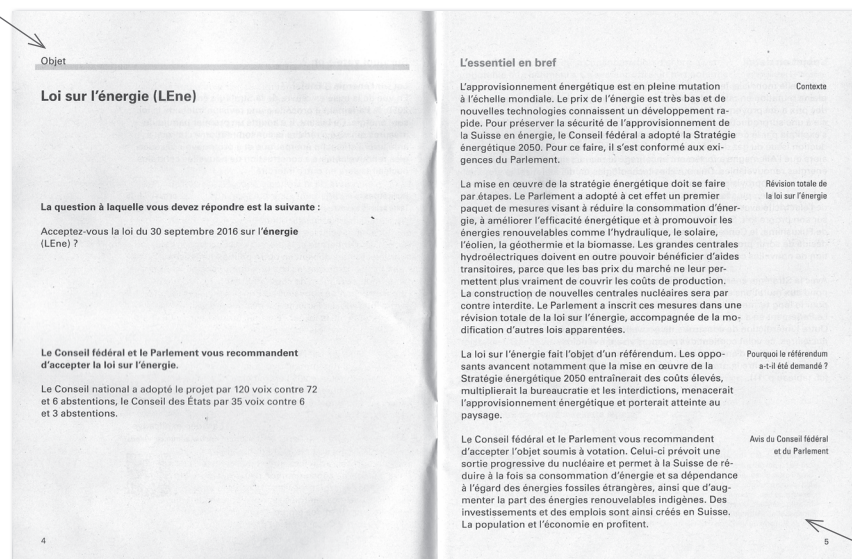 Objet
Loi sur l'énergie (LEne)
La question à laquelle vous devez répondre est la suivante :
Acceptez-vous la loi du 30 septembre 2016 sur l'énergie
(LEne) ?
Le Conseil fédéral et le Parlement vous recommandent
d'accepter la loi sur l'énergie.
Le Conseil national a adopté le projet par 120 voix contre 72
et 6 abstentions, le Conseil des États par 35 voix contre 6
et 3 abstentions.
4
L'essentiel en bref
L'approvisionnement énergétique est en pleine mutation
à l'échelle mondiale. Le prix de l'énergie est très bas et de
nouvelles technologies connaissent un développement ra-
pide. Pour préserver la sécurité de l'approvisionnement de
la Suisse en énergie, le Conseil fédéral a adopté la Stratégie
énergétique 2050. Pour ce faire, il s'est conformé aux exi-
gences du Parlement.
Contexte
La mise en œuvre de la stratégie énergétique doit se faire
par étapes. Le Parlement a adopté à cet effet un premier
paquet de mesures visant à réduire la consommation d'éner-
gie, à améliorer l'efficacité énergétique et à promouvoir les
énergies renouvelables comme l'hydraulique, le solaire,
l'éolien, la géothermie et la biomasse. Les grandes centrales
hydroélectriques doivent en outre pouvoir bénéficier d'aides
transitoires, parce que les bas prix du marché ne leur per-
mettent plus vraiment de couvrir les coûts de production.
La construction de nouvelles centrales nucléaires sera par
contre interdite. Le Parlement a inscrit ces mesures dans une
révision totale de la loi sur l'énergie, accompagnée de la mo-
dification d'autres lois apparentées.
Révision totale de
la loi sur l'énergie
La loi sur l'énergie fait l'objet d'un référendum. Les oppo-
sants avancent notamment que la mise en œuvre de la
Stratégie énergétique 2050 entraînerait des coûts élevés,
multiplierait la bureaucratie et les interdictions, menacerait
l'approvisionnement énergétique et porterait atteinte au
paysage.
Pourquoi le référendum
a-t-il été demandé ?
Le Conseil fédéral et le Parlement vous recommandent
d'accepter l'objet soumis à votation. Celui-ci prévoit une
sortie progressive du nucléaire et permet à la Suisse de ré-
duire à la fois sa consommation d'énergie et sa dépendance
à l'égard des énergies fossiles étrangères, ainsi que d'aug-
menter la part des énergies renouvelables indigènes. Des
investissements et des emplois sont ainsi créés en Suisse.
La population et l'économie en profitent.
Avis du Conseil fédéral
et du Parlement
5